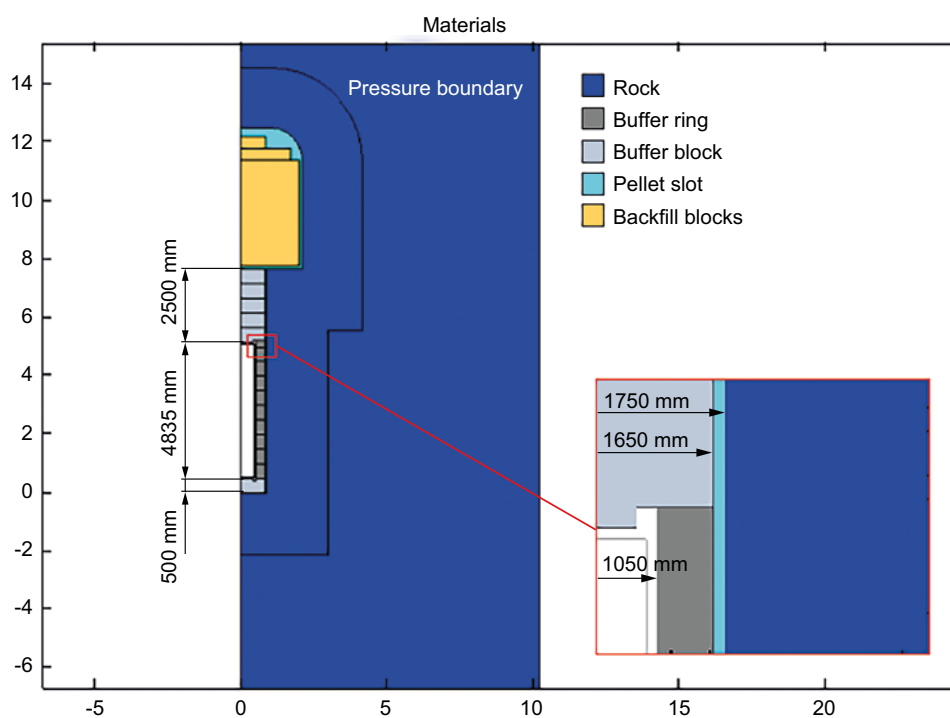 Materials
Pressure boundary
Rock
Buffer ring
Buffer block
Pellet slot
Backfill blocks
14
12
10
8
6
4
2
0
-2
-4
-6
2500 mm
4835 mm
500 mm
1750 mm
1650 mm
1050 mm
-5
0
5
10
15
20